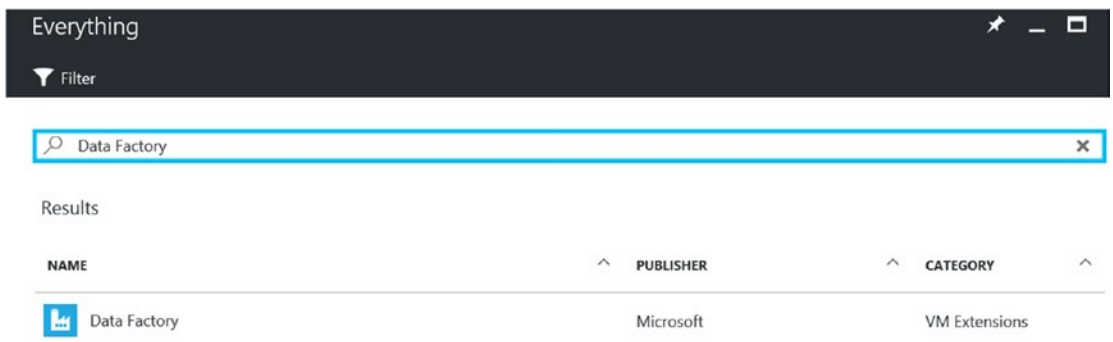 Everything
Filter
Data Factory
Results
NAME PUBLISHER CATEGORY
Data Factory Microsoft VM Extensions